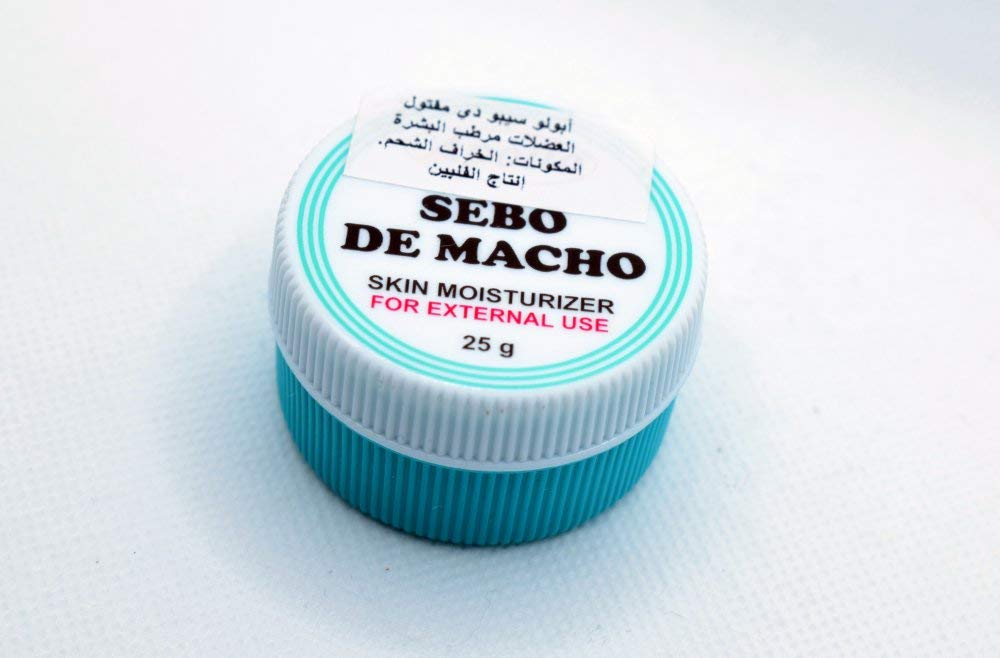 أبولو سيبو دي مفتول
العضلات مرطب البشرة
المكونات: الخراف الشحم.
إنتاج الفلبين
SEBO
DE MACHO
SKIN MOISTURIZER
FOR EXTERNAL USE
25 g